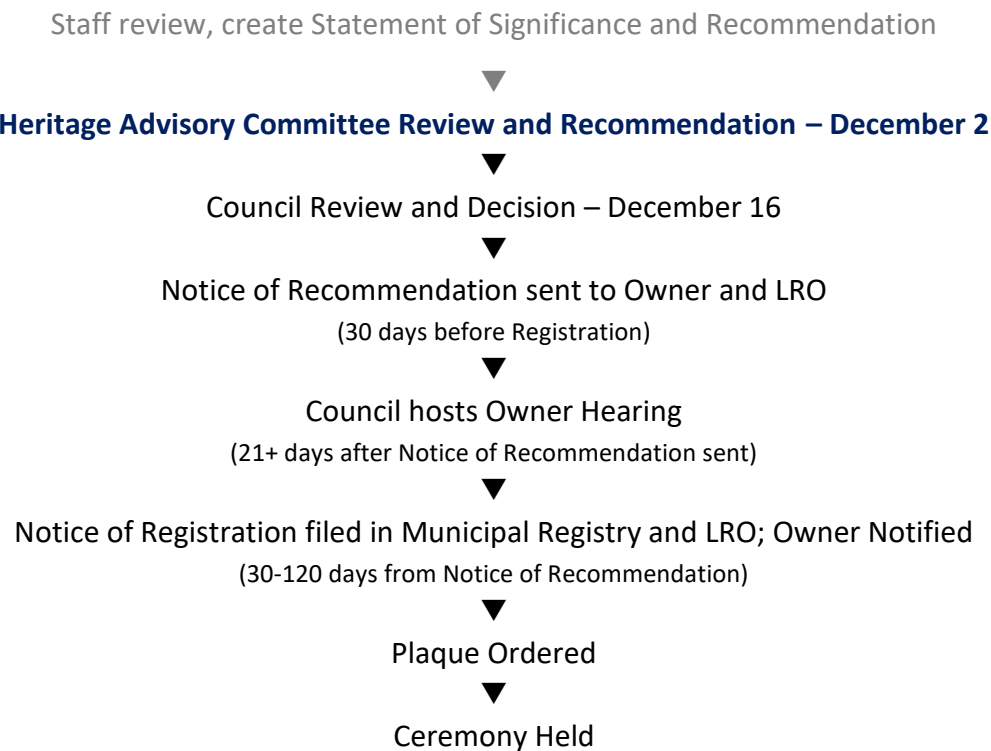 Staff review, create Statement of Significance and Recommendation
Heritage Advisory Committee Review and Recommendation – December 2
Council Review and Decision – December 16
Notice of Recommendation sent to Owner and LRO
(30 days before Registration)
Council hosts Owner Hearing
(21+ days after Notice of Recommendation sent)
Notice of Registration filed in Municipal Registry and LRO; Owner Notified
(30-120 days from Notice of Recommendation)
Plaque Ordered
Ceremony Held